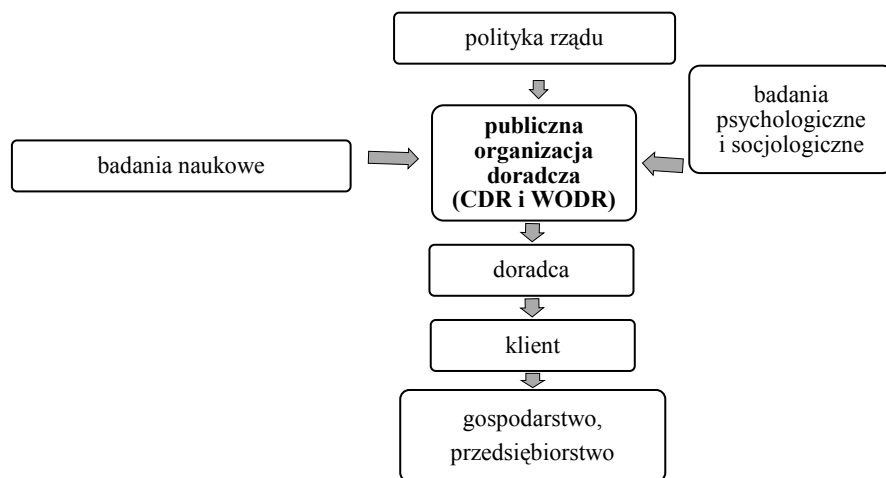 polityka rządu
badania
psychologiczne
i socjologiczne
publiczna
organizacja
doradcza
(CDR i WODR)
badania naukowe
doradca
klient
gospodarstwo,
przedsiębiorstwo